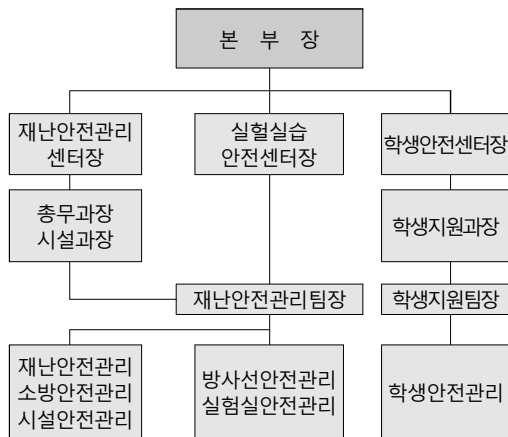 본 부 장
재난안전관리
센터장
실헐실습
안전센터장
학생안전센터장
총무과장
시설과장
학생지원과장
재난안전관리팀장
학생지원팀장
재난안전관리
소방안전관리
시설안전관리
방사선안전관리
실험실안전관리
학생안전관리